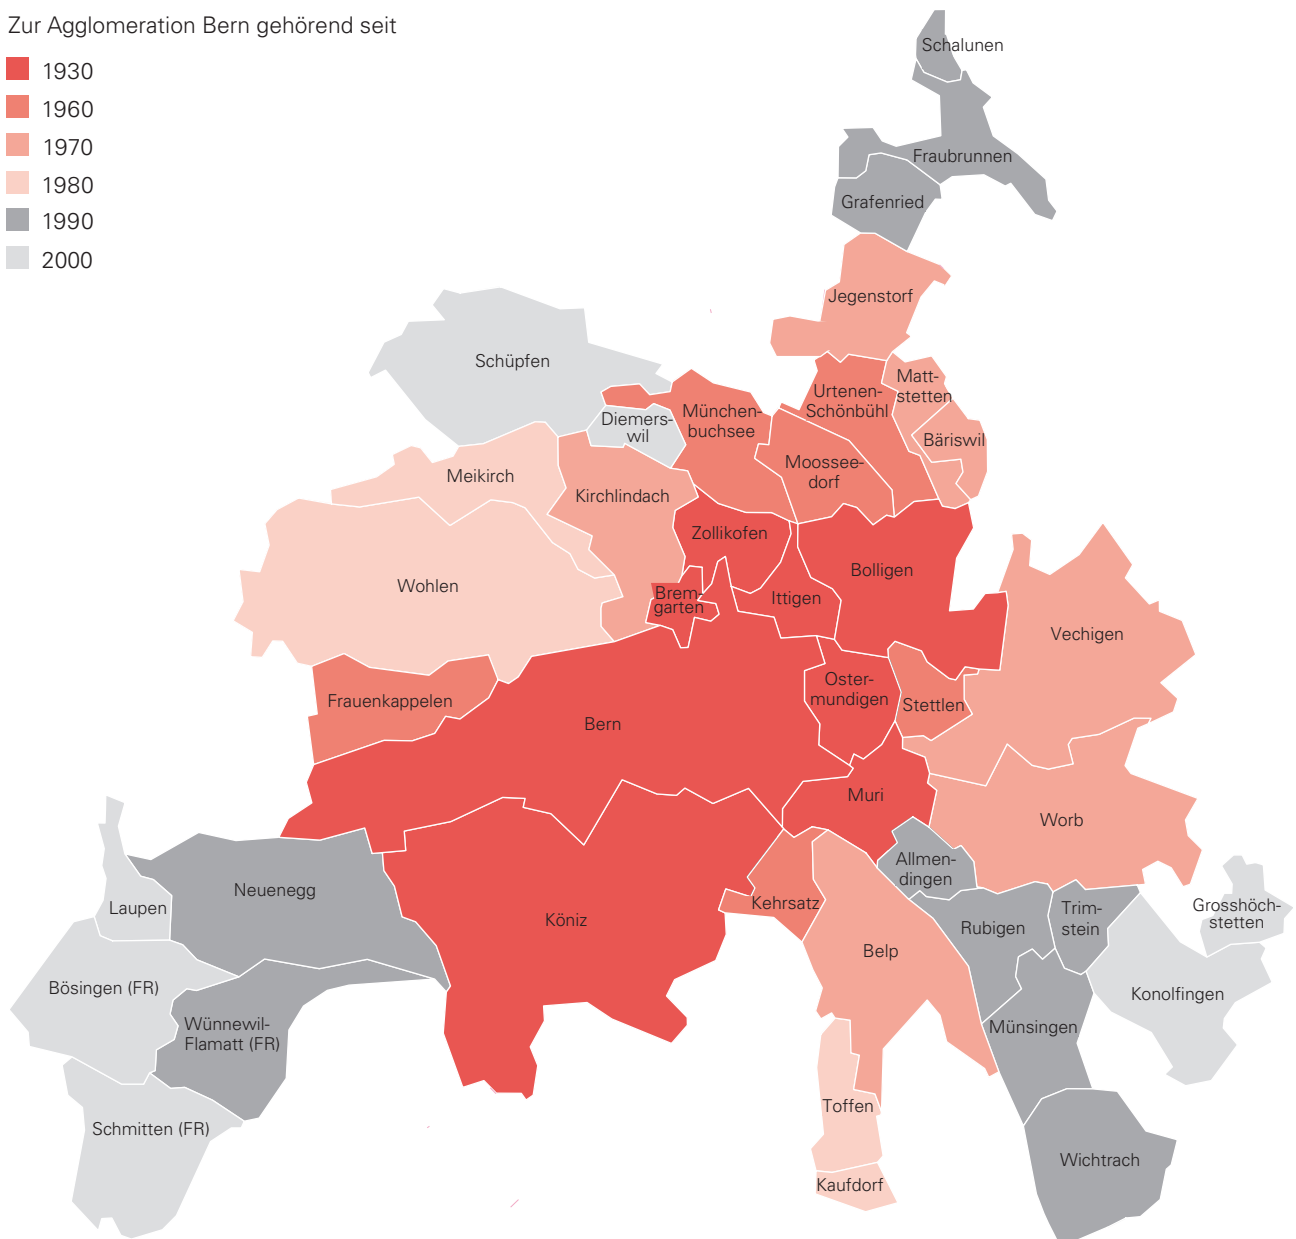 Zur Agglomeration Bern gehörend seit
1930
1960
1970
1980
1990
2000
Schalunen
Fraubrunnen
Grafenried
Jegenstorf
Schüpfen
Matt-
stetten
Urtenen-
Schönbühl
München-
buchsee
Diemers-
wil
Bäriswil
Moossee-
dorf
Meikirch
Kirchlindach
Zollikofen
Bolligen
Wohlen
Brem-
garten
Ittigen
Vechigen
Oster-
mundigen
Stettlen
Frauenkappelen
Bern
Muri
Worb
Allmen-
dingen
Neuenegg
Laupen
Köniz
Kehrsatz
Rubigen
Trim-
stein
Grosshöch-
stetten
Belp
Bösingen (FR)
Konolfingen
Wünnewil-
Flamatt (FR)
Münsingen
Toffen
Schmitten (FR)
Wichtrach
Kaufdorf